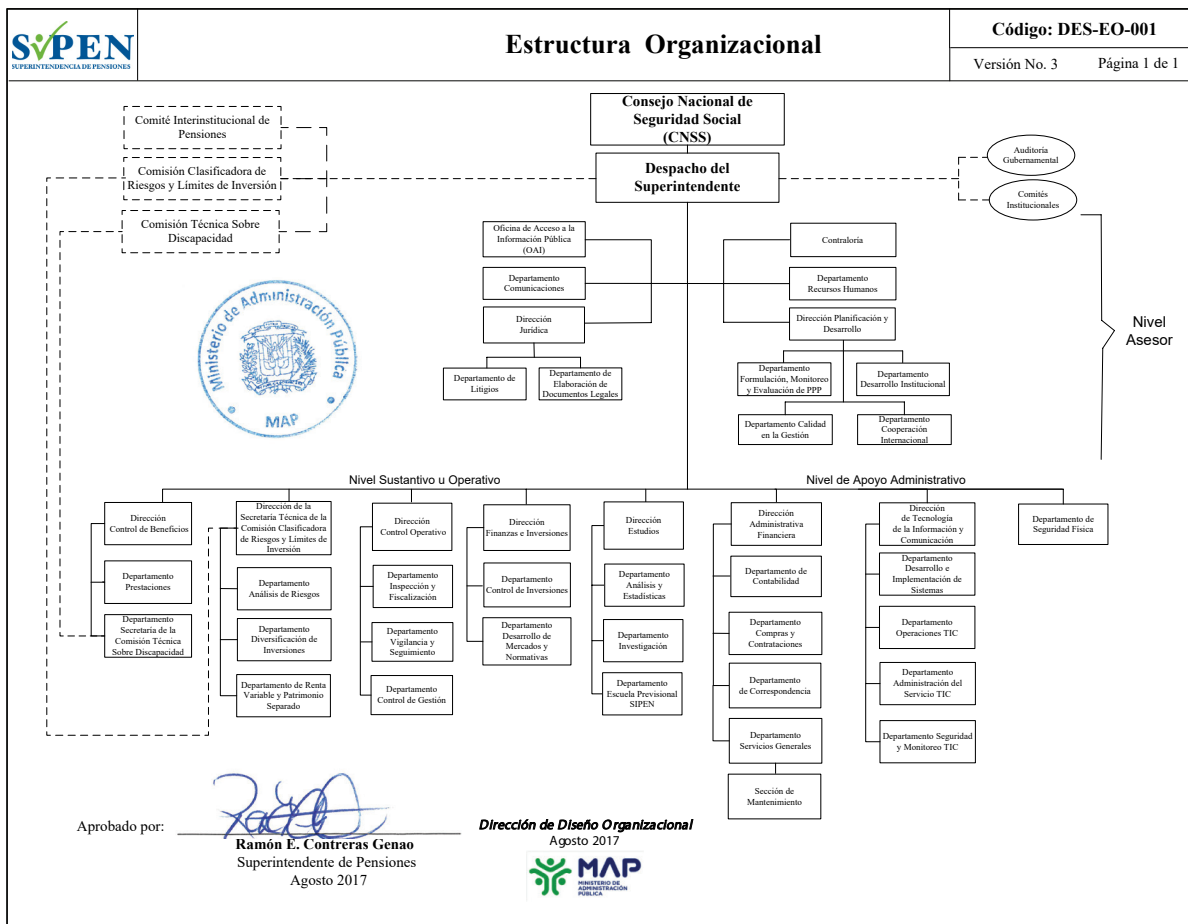 SIPEN
SUPERINTENDENCIA DE PENSIONES
Estructura Organizacional
Código: DES-EO-001
Versión No. 3 Página 1 de 1
Consejo Nacional de
Seguridad Social
(CNSS)
Despacho del
Superintendente
Comité Interinstitucional de
Pensiones
Comisión Clasificadora de
Riesgos y Limites de Inversión
Comisión Técnica Sobre
Discapacidad
Auditoría
Gubernamental
Comités
Institucionales
Oficina de Acceso a la
Información Pública
(OAI)
Contraloría
Departamento
Comunicaciones
Departamento
Recursos Humanos
Dirección
Jurídica
Dirección Planificación y
Desarrollo
Nivel
Asesor
Departamento de
Litigios
Departamento de
Elaboración de
Documentos Legales
Departamento
Formulación, Monitoreo
y Evaluación de PPP
Departamento
Desarrollo Institucional
Departamento Calidad
en la Gestión
Departamento
Cooperación
Internacional
Ministerio de Administración Pública
MAP
Nivel Sustantivo u Operativo
Nivel de Apoyo Administrativo
Dirección
Control de Beneficios
Departamento
Prestaciones
Departamento
Secretaría de la
Comisión Técnica
Sobre Discapacidad
Dirección de la
Secretaría Técnica de la
Comisión Clasificadora
de Riesgos y Límites de
Inversión
Departamento
Análisis de Riesgos
Departamento
Diversificación de
Inversiones
Departamento de Renta
Variable y Patrimonio
Separado
Dirección
Control Operativo
Departamento
Inspección y
Fiscalización
Departamento
Vigilancia y
Seguimiento
Departamento
Control de Gestión
Dirección
Finanzas e Inversiones
Departamento
Control de Inversiones
Departamento
Desarrollo de
Mercados y
Normativas
Dirección
Estudios
Departamento
Análisis y
Estadísticas
Departamento
Investigación
Departamento
Escuela Previsional
SIPEN
Dirección
Administrativa
Financiera
Departamento de
Contabilidad
Departamento
Compras y
Contrataciones
Departamento
de Correspondencia
Departamento
Servicios Generales
Sección de
Mantenimiento
Dirección
de Tecnología
de la Información y
Comunicación
Departamento
Desarrollo e
Implementación de
Sistemas
Departamento
Operaciones TIC
Departamento
Administración del
Servicio TIC
Departamento Seguridad
y Monitoreo TIC
Departamento de
Seguridad Física
Aprobado por:
Ramón E. Contreras Genao
Superintendente de Pensiones
Agosto 2017
Dirección de Diseño Organizacional
Agosto 2017
MAP
MINISTERIO DE
ADMINISTRACIÓN
PÚBLICA